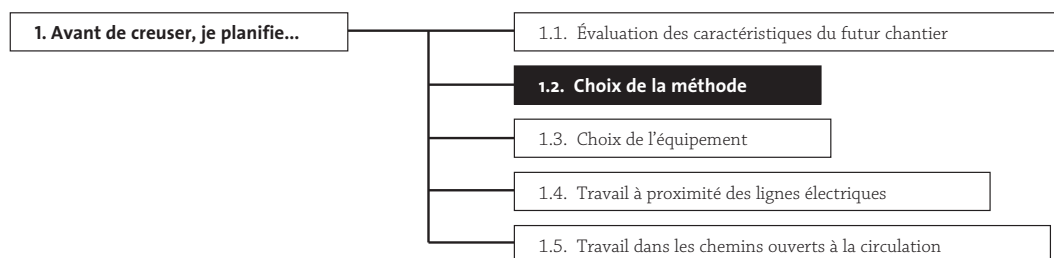 1. Avant de creuser, je planifie...
1.1. Évaluation des caractéristiques du futur chantier
1.2. Choix de la méthode
1.3. Choix de l’équipement
1.4. Travail à proximité des lignes électriques
1.5. Travail dans les chemins ouverts à la circulation